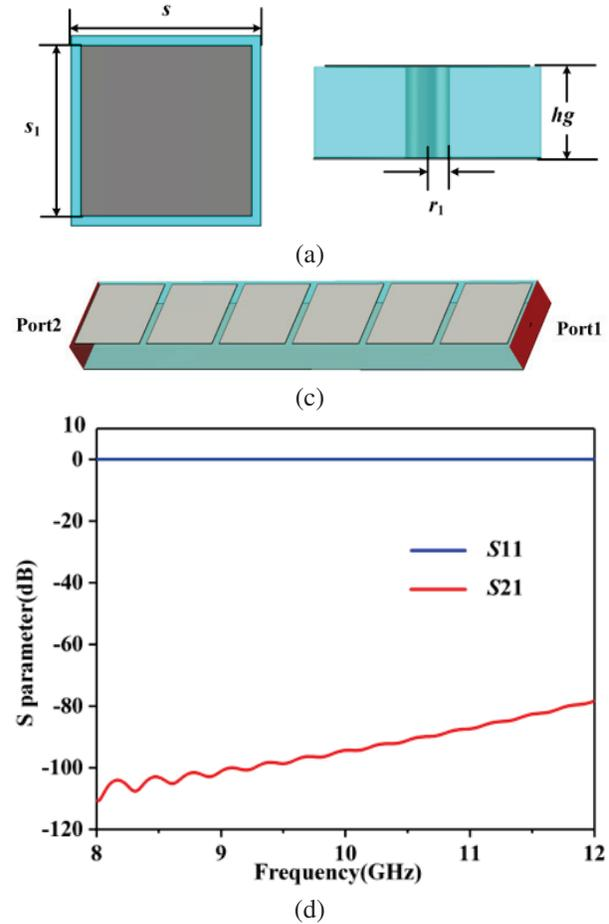 s
s1
hg
r1
(a)
Port2
Port1
(c)
10
0
-20
-40
-60
-80
-100
-120
S parameter(dB)
S11
S21
8
9
10
11
12
Frequency(GHz)
(d)